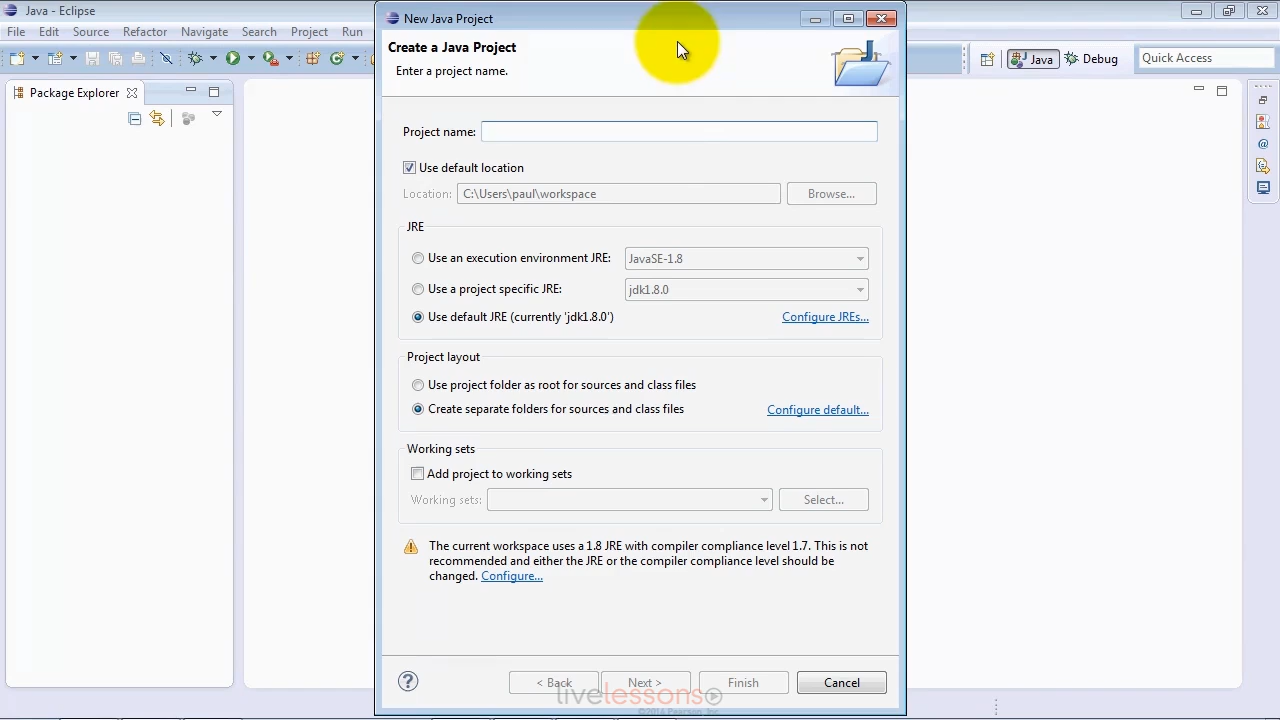 Java - Eclipse
File Edit Source Refactor Navigate Search Project Run
Package Explorer
Quick Access
Java
Debug
New Java Project
Create a Java Project
Enter a project name.
Project name:
Use default location
Location: C:\Users\paul\workspace Browse...
JRE
Use an execution environment JRE: JavaSE-1.8
Use a project specific JRE: jdk1.8.0
Use default JRE (currently 'jdk1.8.0') Configure JREs...
Project layout
Use project folder as root for sources and class files
Create separate folders for sources and class files Configure default...
Working sets
Add project to working sets
Working sets: Select...
The current workspace uses a 1.8 JRE with compiler compliance level 1.7. This is not
recommended and either the JRE or the compiler compliance level should be
changed. Configure...
< Back Next > Finish Cancel
livelessons
©2014 Pearson, Inc.